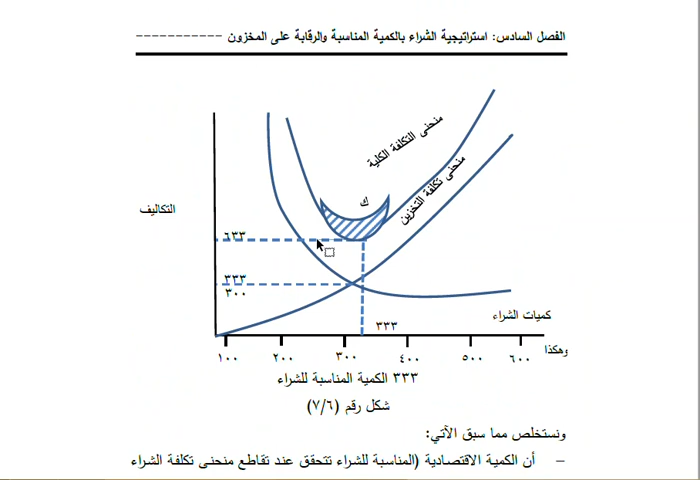 الفصل السادس: استراتيجية الشراء بالكمية المناسبة والرقابة على المخزون ------------
منحنى التكلفة الكلية
منحنى تكلفة التخزين
ك
التكاليف
٦٣٣
٣٣٣
٣٠٠
كميات الشراء
٣٣٣
١٠٠ ٢٠٠ ٣٠٠ ٤٠٠ ٥٠٠ ٦٠٠ وهكذا
٣٣٣ الكمية المناسبة للشراء
شكل رقم (٧/٦)
ونستخلص مما سبق الآتي:
– أن الكمية الاقتصادية (المناسبة للشراء تتحقق عند تقاطع منحنى تكلفة الشراء